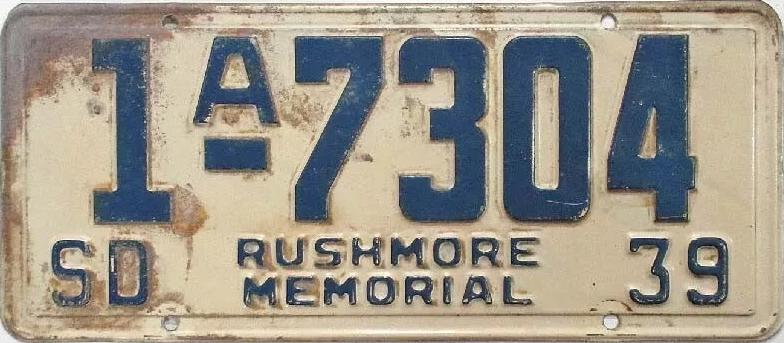 1A-7304
SD RUSHMORE MEMORIAL 39